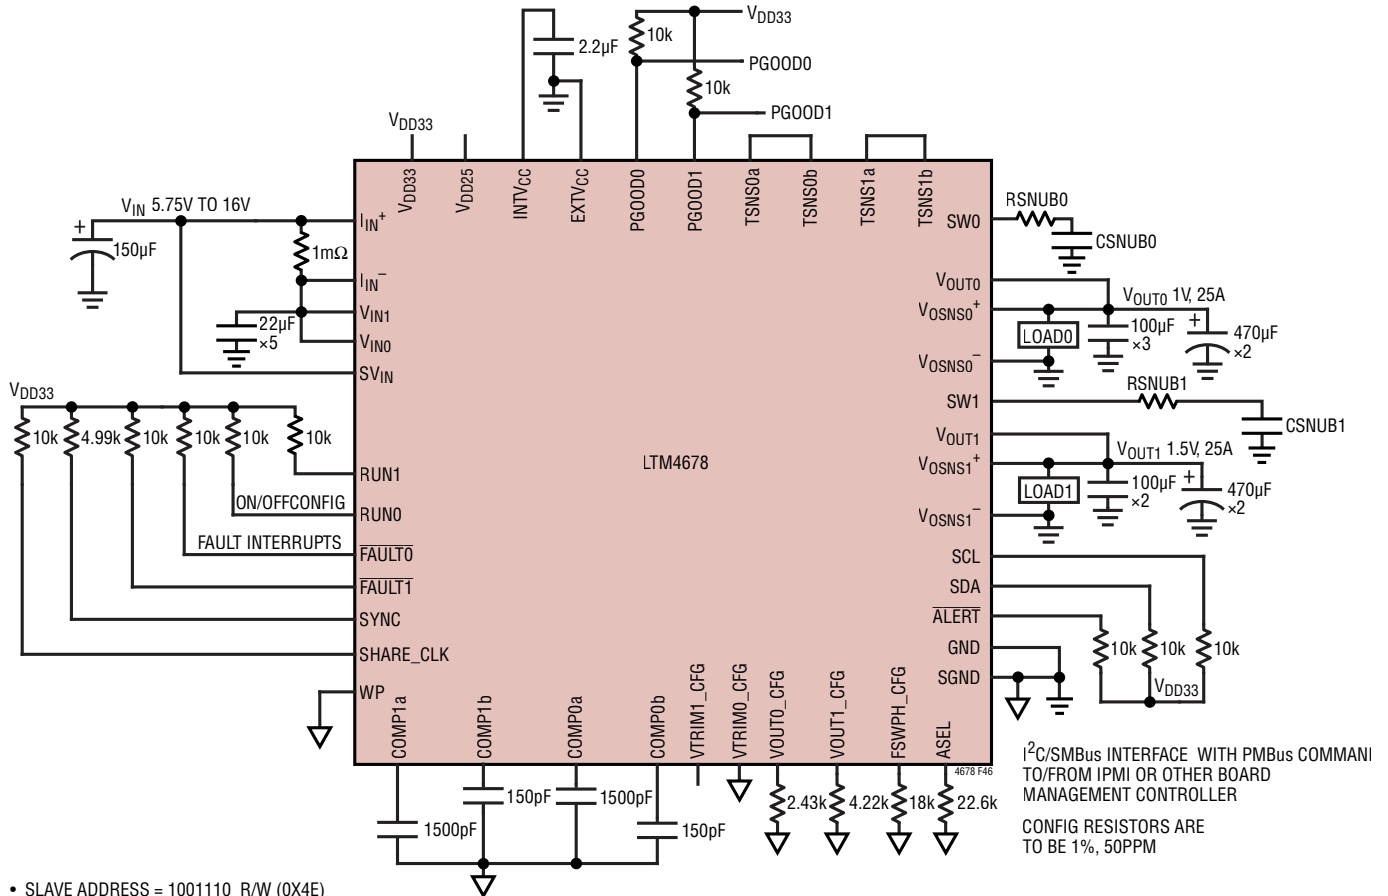 VDD33
10k
2.2µF
PGOOD0
10k
PGOOD1
VDD33
VDD33
VDD25
INTVCC
EXTVCC
PGOOD0
PGOOD1
TSNS0a
TSNS0b
TSNS1a
TSNS1b
VIN 5.75V TO 16V
+
150µF
1mΩ
22µF
×5
IIN+
IIN–
VIN1
VIN0
SVIN
VDD33
10k
4.99k
10k
10k
10k
10k
RUN1
ON/OFFCONFIG
RUN0
FAULT INTERRUPTS
FAULT0
FAULT1
SYNC
SHARE_CLK
WP
LTM4678
SW0
RSNUB0
CSNUB0
VOUT0
VOUT0 1V, 25A
VOSNS0+
LOAD0
100µF
×3
+
470µF
×2
VOSNS0–
RSNUB1
SW1
CSNUB1
VOUT1
VOUT1 1.5V, 25A
VOSNS1+
LOAD1
100µF
×2
+
470µF
×2
VOSNS1–
SCL
SDA
ALERT
GND
SGND
10k
10k
10k
VDD33
COMP1a
COMP1b
COMP0a
COMP0b
VTRIM1_CFG
VTRIM0_CFG
VOUT0_CFG
VOUT1_CFG
FSWPH_CFG
ASEL
4678 F46
1500pF
150pF
1500pF
150pF
2.43k
4.22k
18k
22.6k
I2C/SMBus INTERFACE WITH PMBus COMMAN
TO/FROM IPMI OR OTHER BOARD
MANAGEMENT CONTROLLER
CONFIG RESISTORS ARE
TO BE 1%, 50PPM
• SLAVE ADDRESS = 1001110_R/W (0X4E)